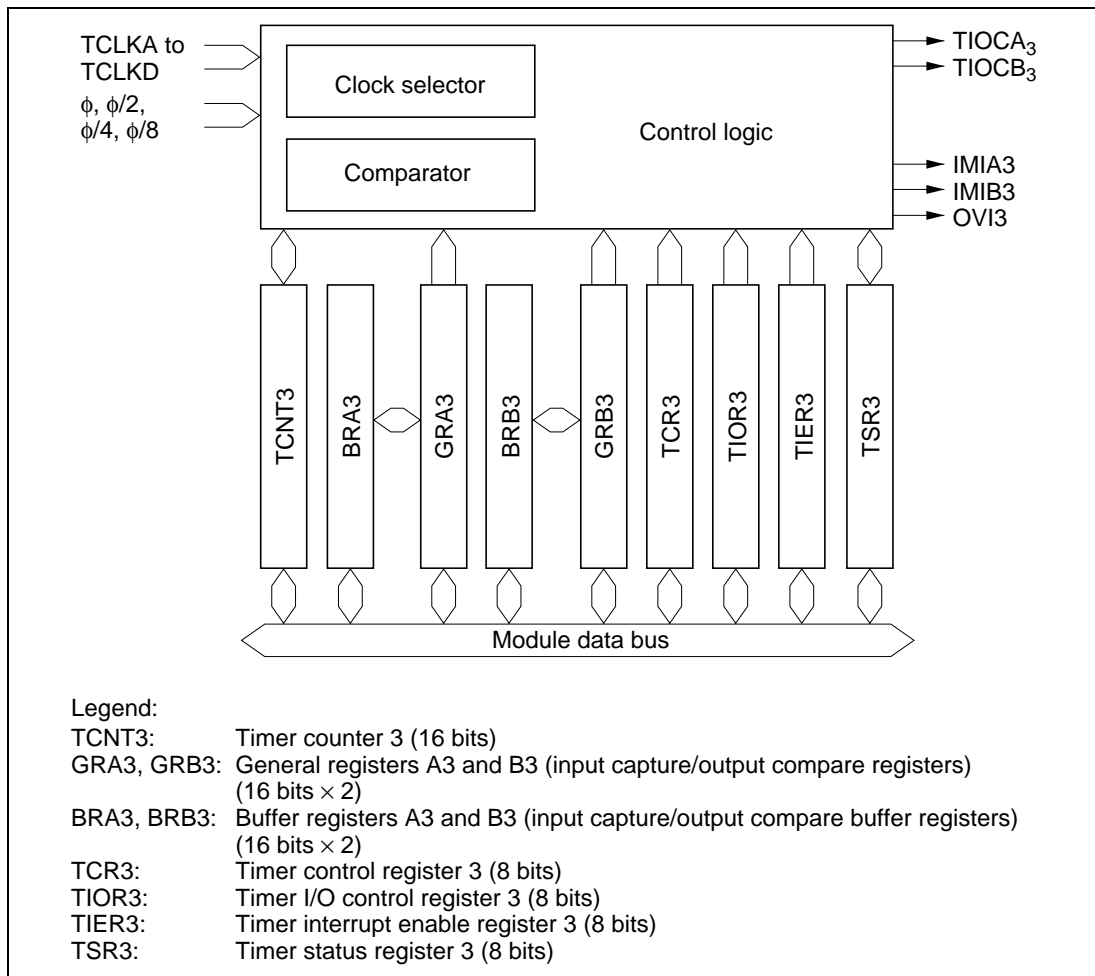 TCLKA to
TCLKD
ϕ, ϕ/2,
ϕ/4, ϕ/8
Clock selector
Comparator
Control logic
TIOCA3
TIOCB3
IMIA3
IMIB3
OVI3
TCNT3
BRA3
GRA3
BRB3
GRB3
TCR3
TIOR3
TIER3
TSR3
Module data bus
Legend:
TCNT3: Timer counter 3 (16 bits)
GRA3, GRB3: General registers A3 and B3 (input capture/output compare registers)
(16 bits × 2)
BRA3, BRB3: Buffer registers A3 and B3 (input capture/output compare buffer registers)
(16 bits × 2)
TCR3: Timer control register 3 (8 bits)
TIOR3: Timer I/O control register 3 (8 bits)
TIER3: Timer interrupt enable register 3 (8 bits)
TSR3: Timer status register 3 (8 bits)